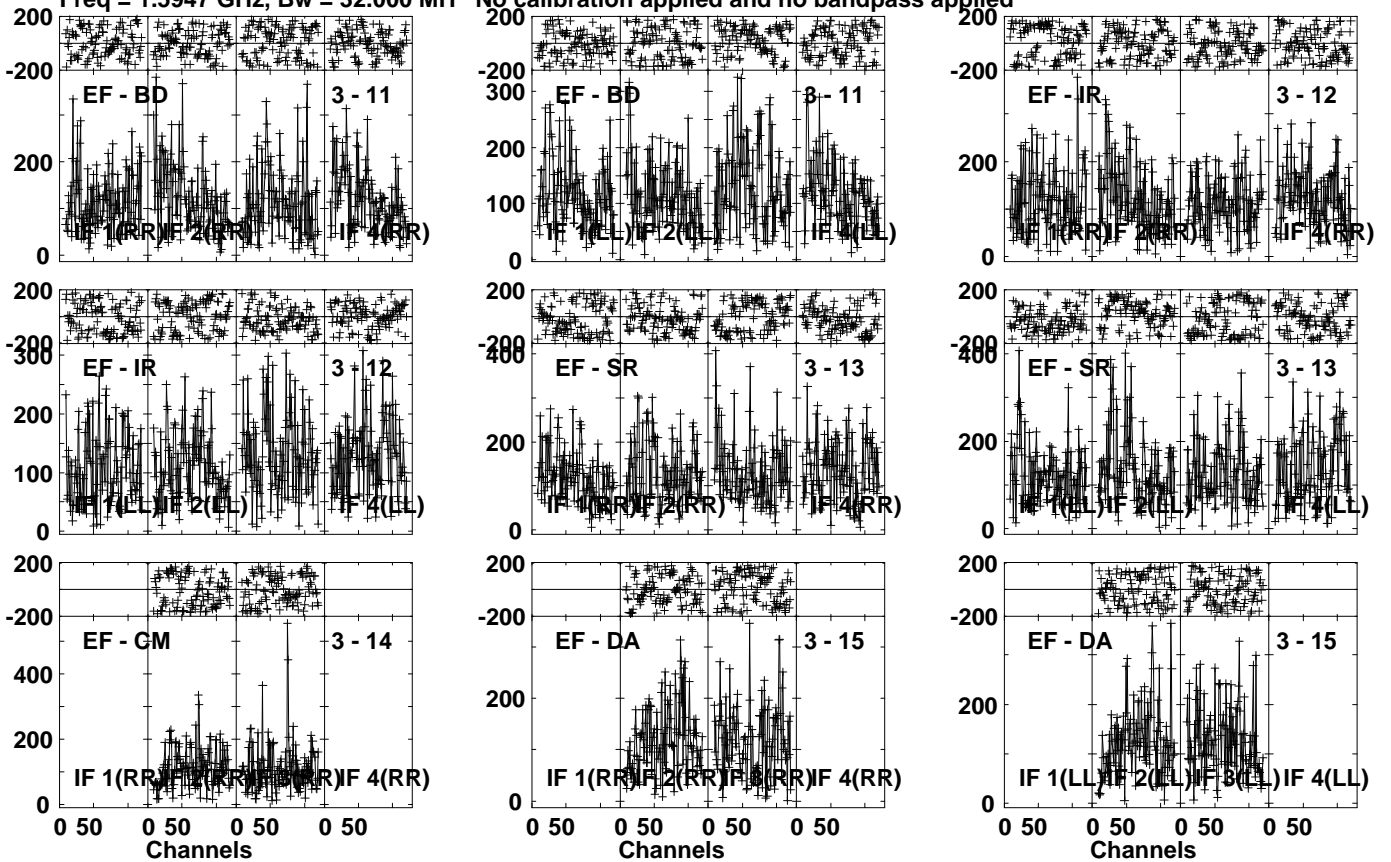 Freq = 1.5947 GHz, Bw = 32.000 MH No calibration applied and no bandpass applied
200 200 200
-200 -200 -200
EF - BD 3 - 11 300 EF - BD 3 - 11 EF - IR 3 - 12
200 200 200
100
IF 1(RR) IF 2(RR) IF 4(RR) IF 1(LL) IF 2(LL) IF 4(LL) IF 1(RR) IF 2(RR) IF 4(RR)
0 0 0
200 200 200
-200 -200 -200
300 400 400
EF - IR 3 - 12 EF - SR 3 - 13 EF - SR 3 - 13
200 200 200
100
IF 1(LL) IF 2(LL) IF 4(LL) IF 1(RR) IF 2(RR) IF 4(RR) IF 1(LL) IF 2(LL) IF 4(LL)
0 0 0
200 200 200
-200 -200 -200
EF - CM 3 - 14 EF - DA 3 - 15 EF - DA 3 - 15
400
200 200 200
IF 1(RR) IF 2(RR) IF 3(RR) IF 4(RR) IF 1(RR) IF 2(RR) IF 3(RR) IF 4(RR) IF 1(LL) IF 2(LL) IF 3(LL) IF 4(LL)
0 0 0
0 50 0 50 0 50 0 50 0 50 0 50 0 50 0 50 0 50 0 50 0 50 0 50
Channels Channels Channels